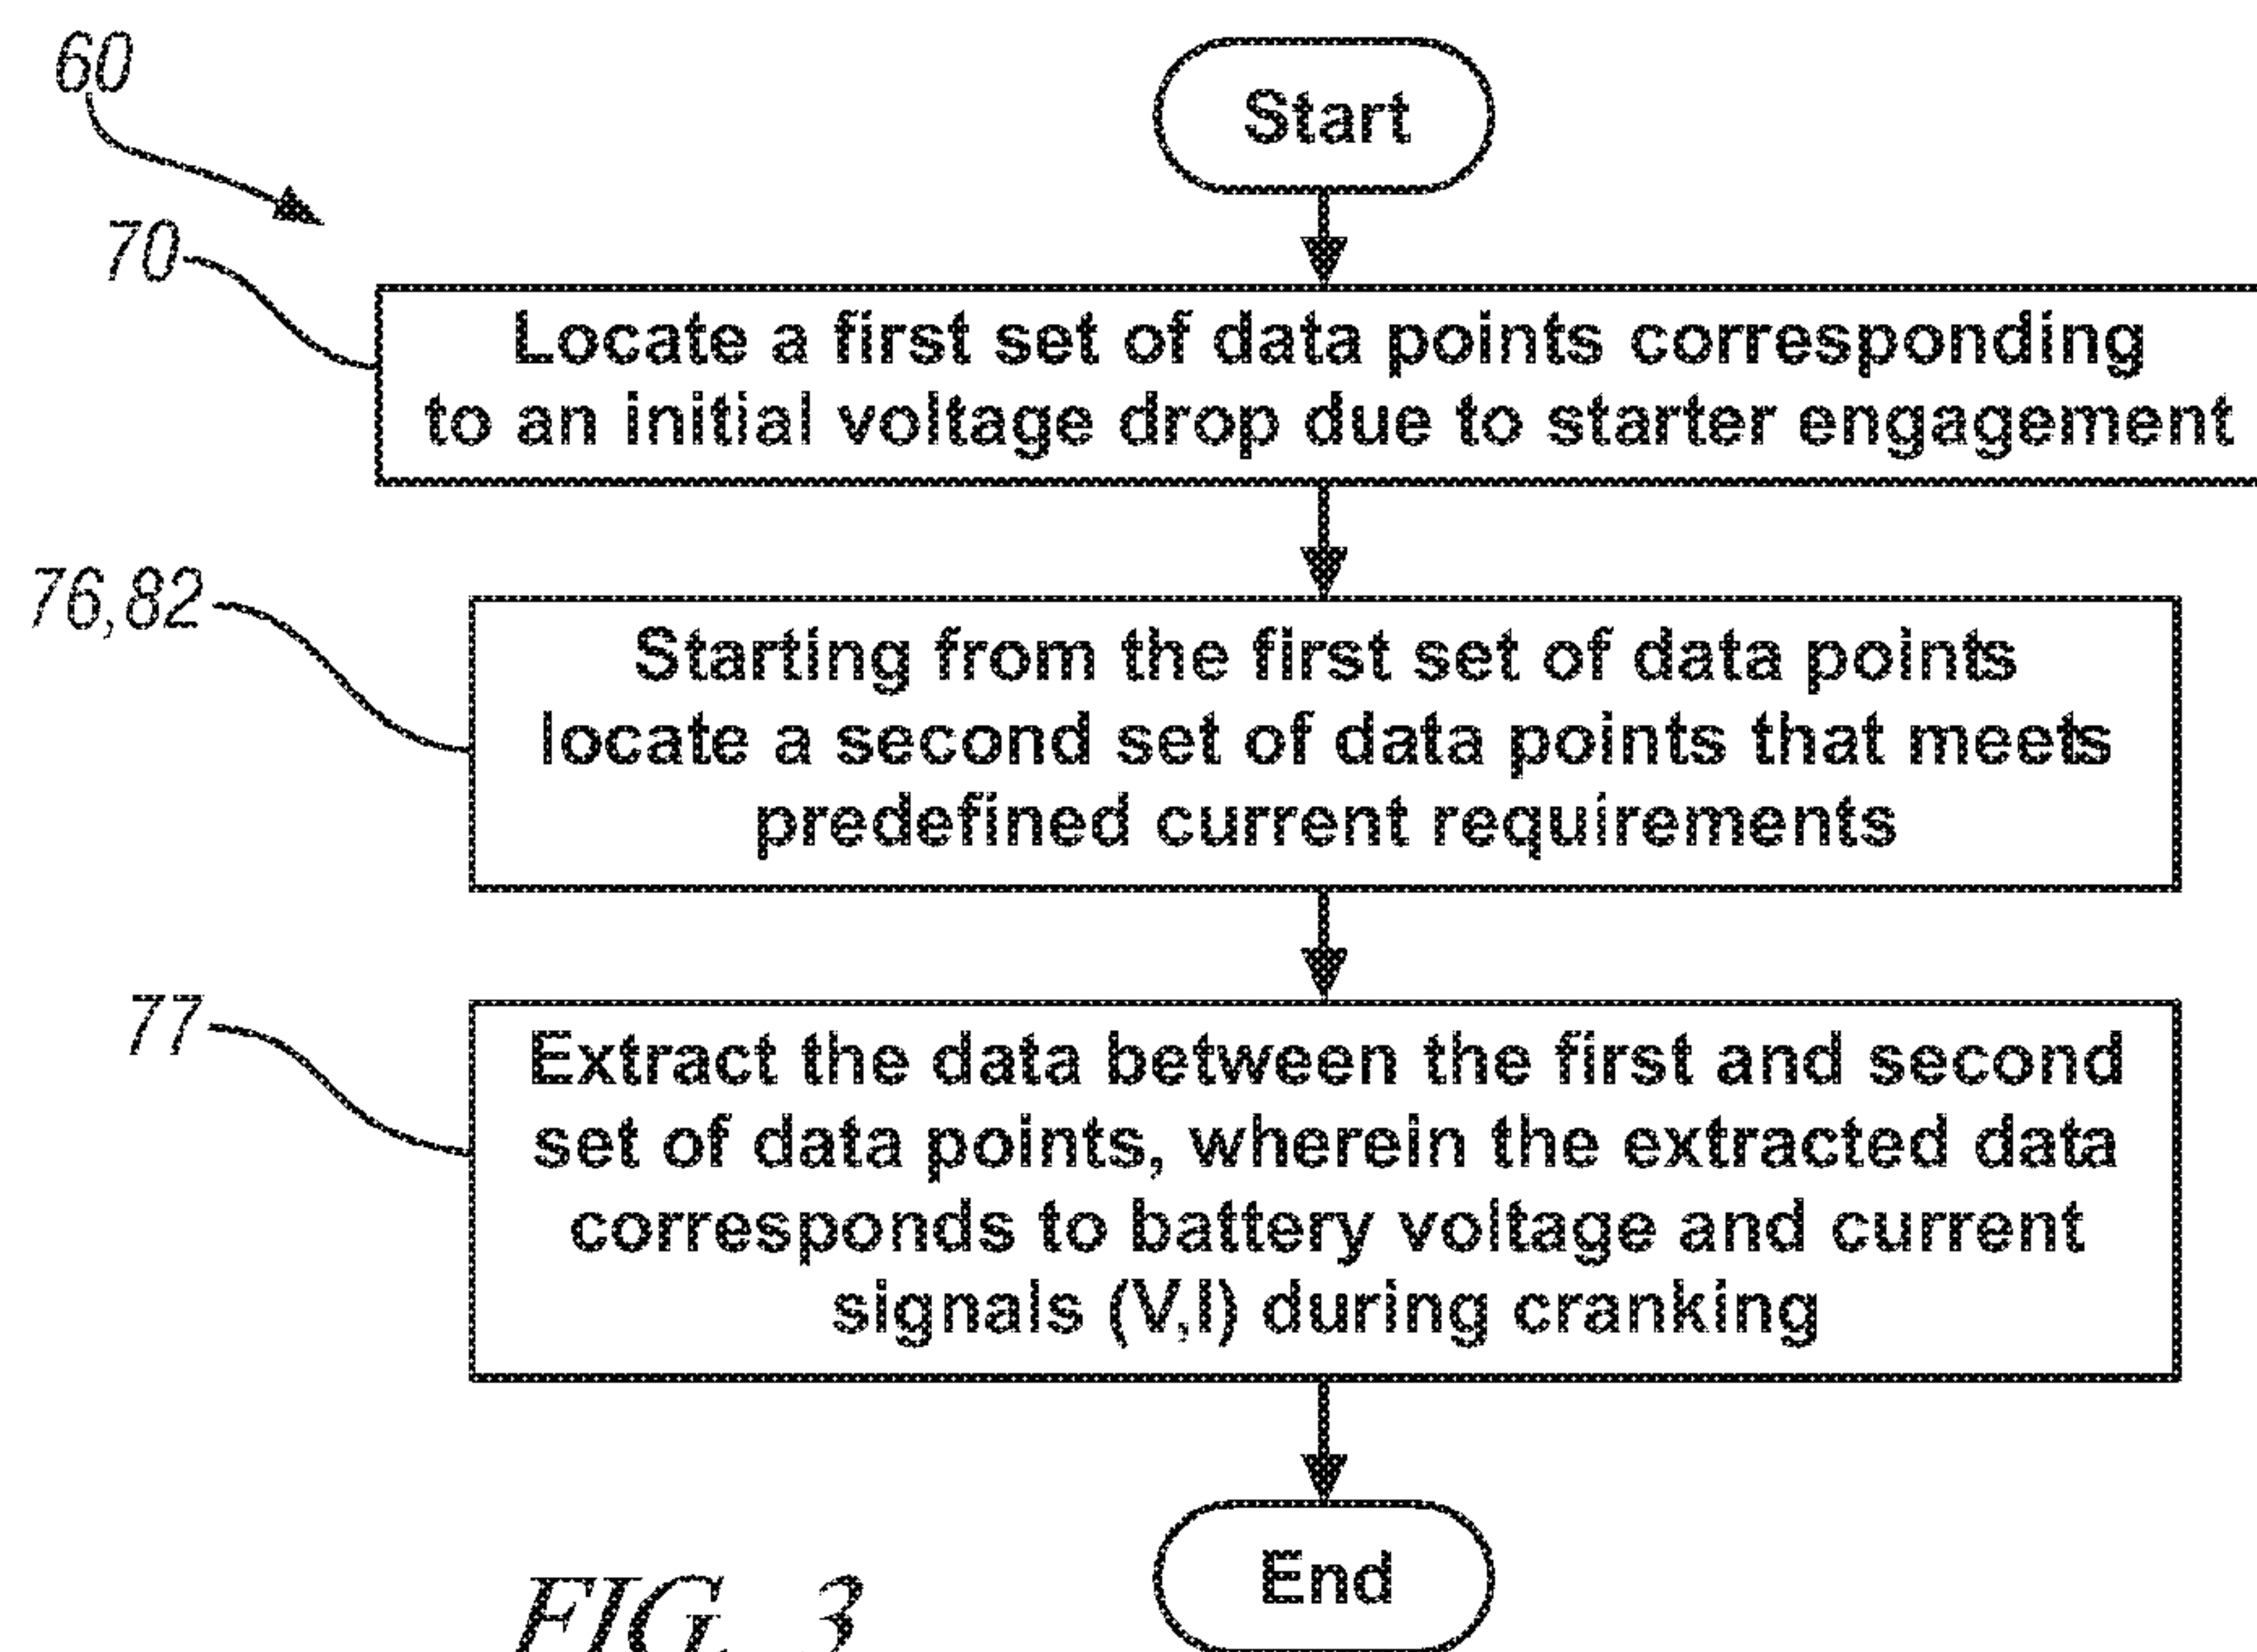 60
Start
70
Locate a first set of data points corresponding
to an initial voltage drop due to starter engagement
76,82
Starting from the first set of data points
locate a second set of data points that meets
predefined current requirements
77
Extract the data between the first and second
set of data points, wherein the extracted data
corresponds to battery voltage and current
signals (V,I) during cranking
End
FIG. 3